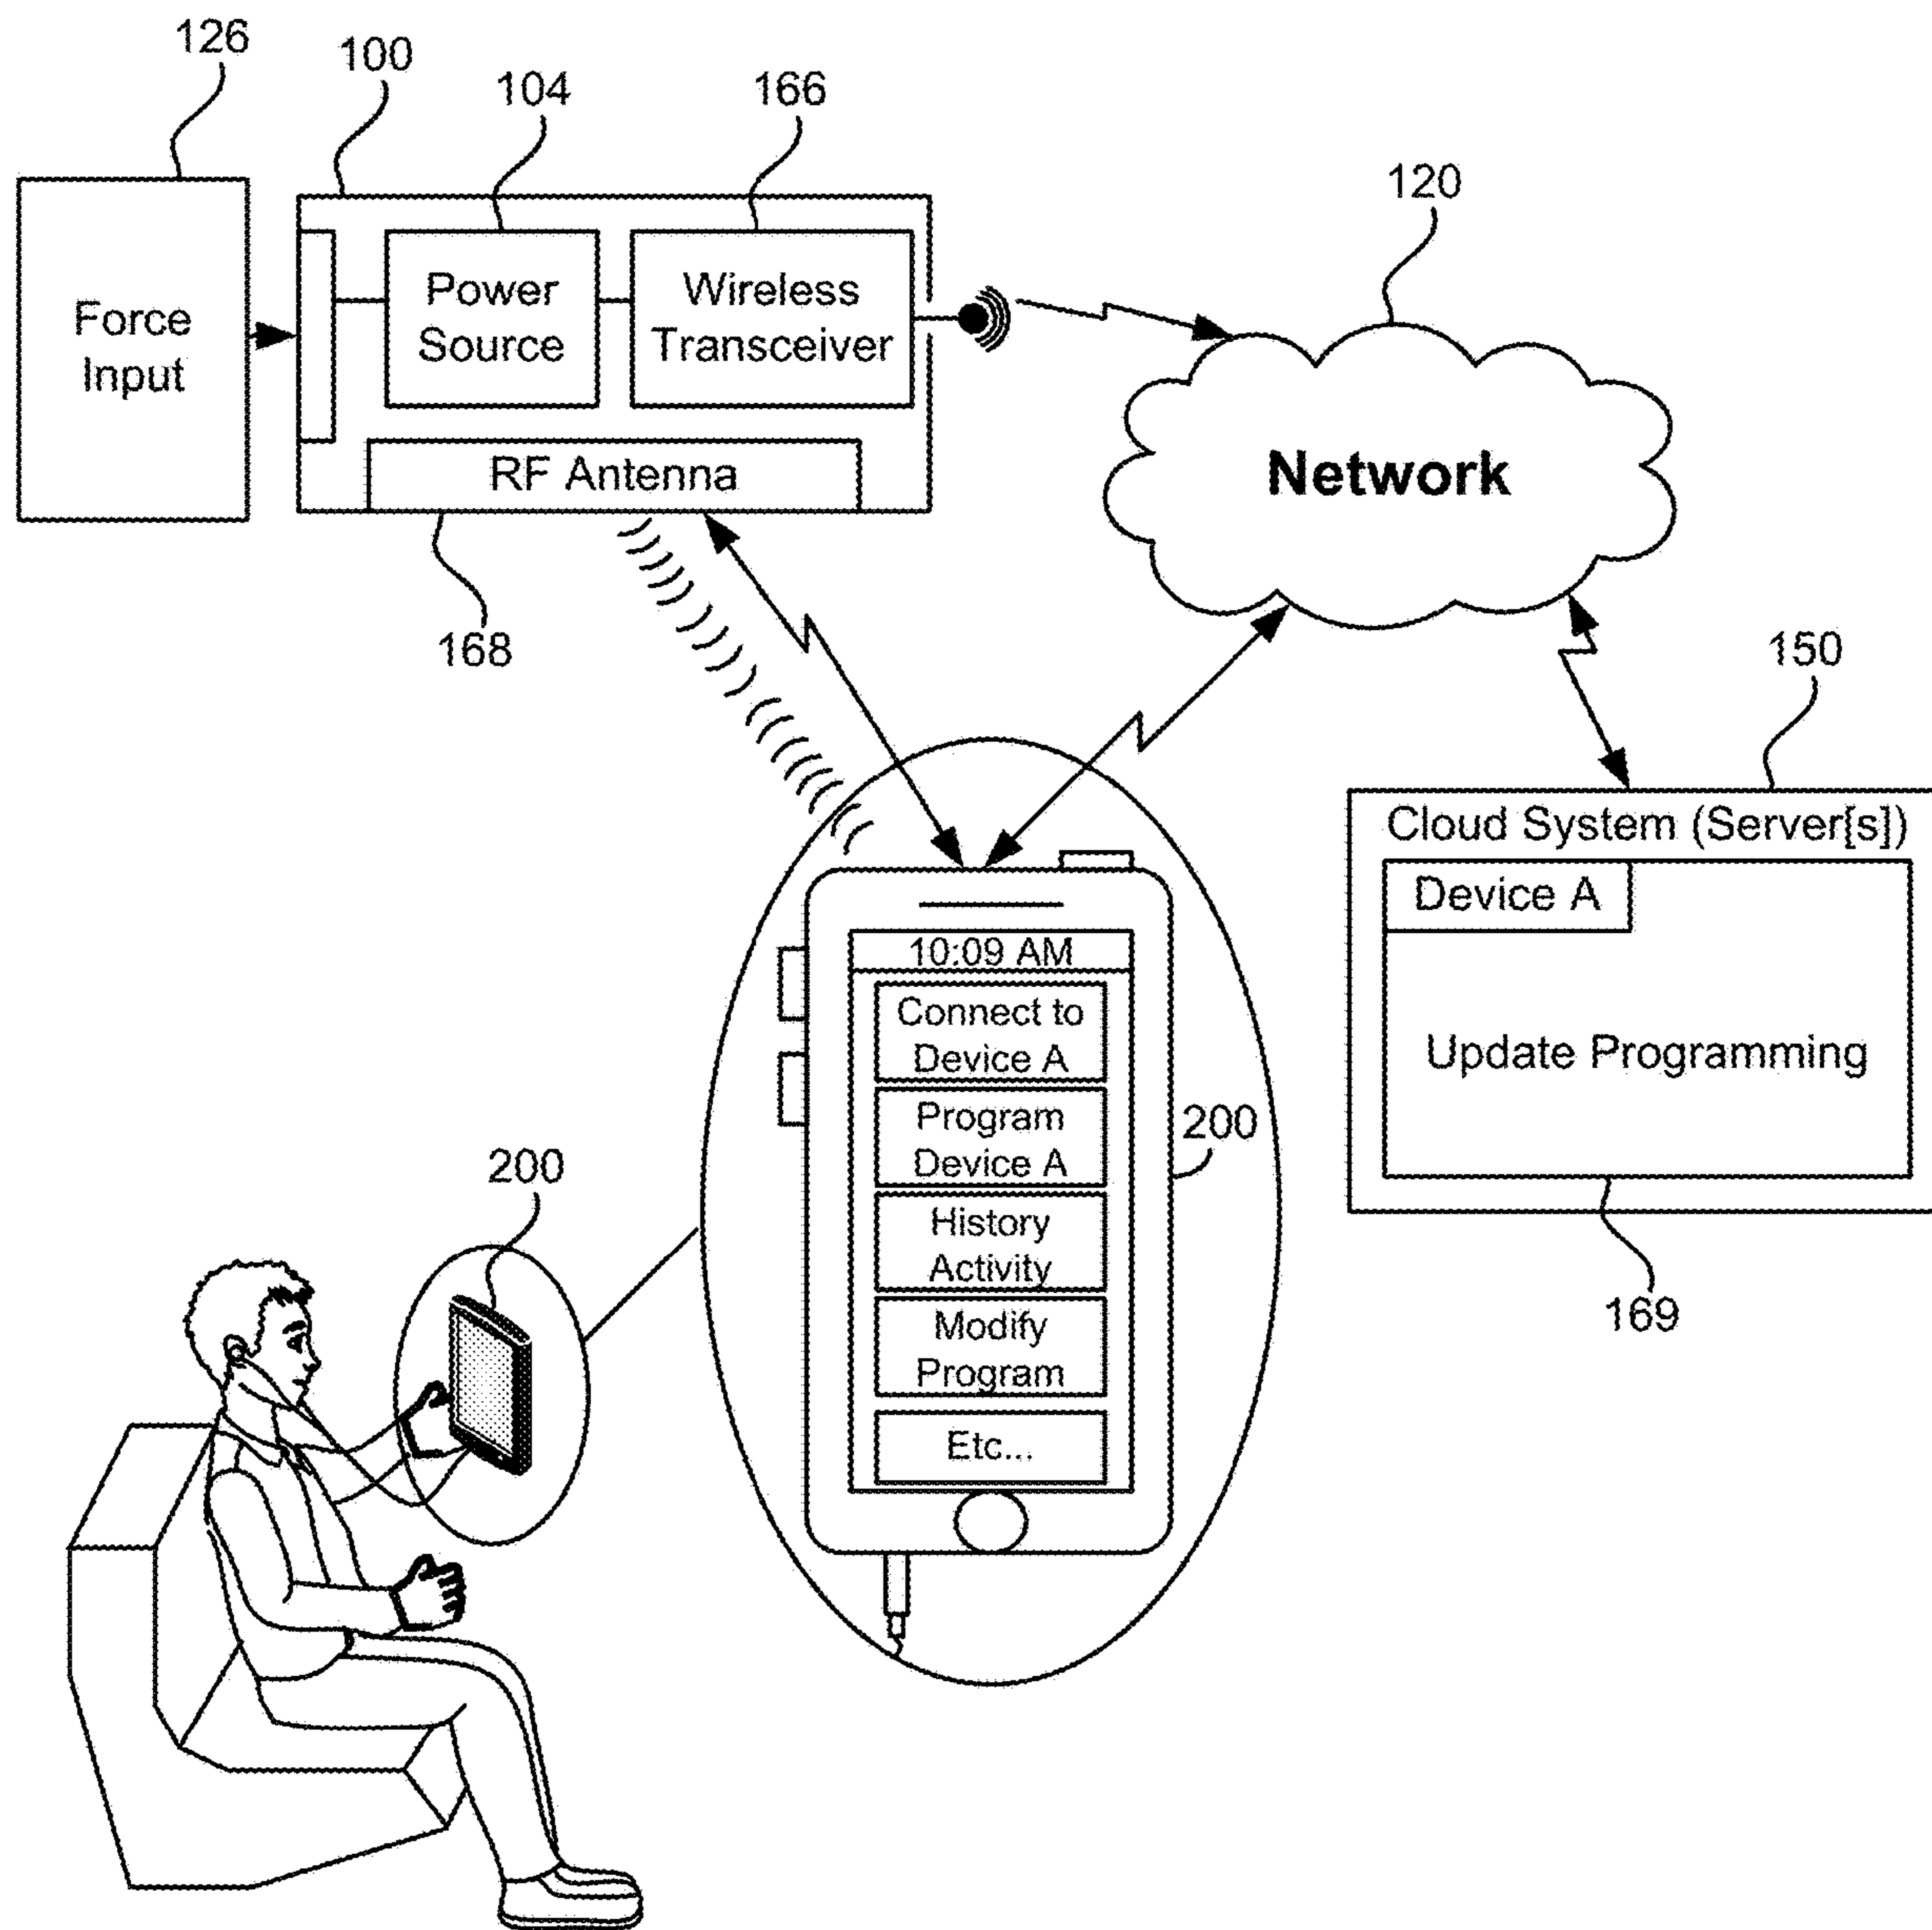 126
100
104
166
120
Force
Input
Power
Source
Wireless
Transceiver
RF Antenna
Network
168
150
Cloud System (Server[s])
Device A
Update Programming
169
10:09 AM
Connect to
Device A
Program
Device A
History
Activity
Modify
Program
Etc...
200
200